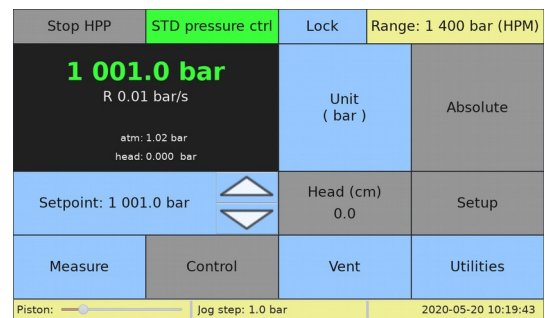 Stop HPP
STD pressure ctrl
Lock
Range: 1 400 bar (HPM)
1 001.0 bar
R 0.01 bar/s
atm: 1.02 bar
head: 0.000 bar
Unit
( bar )
Absolute
Setpoint: 1 001.0 bar
Head (cm)
0.0
Setup
Measure
Control
Vent
Utilities
Piston:
Jog step: 1.0 bar
2020-05-20 10:19:43